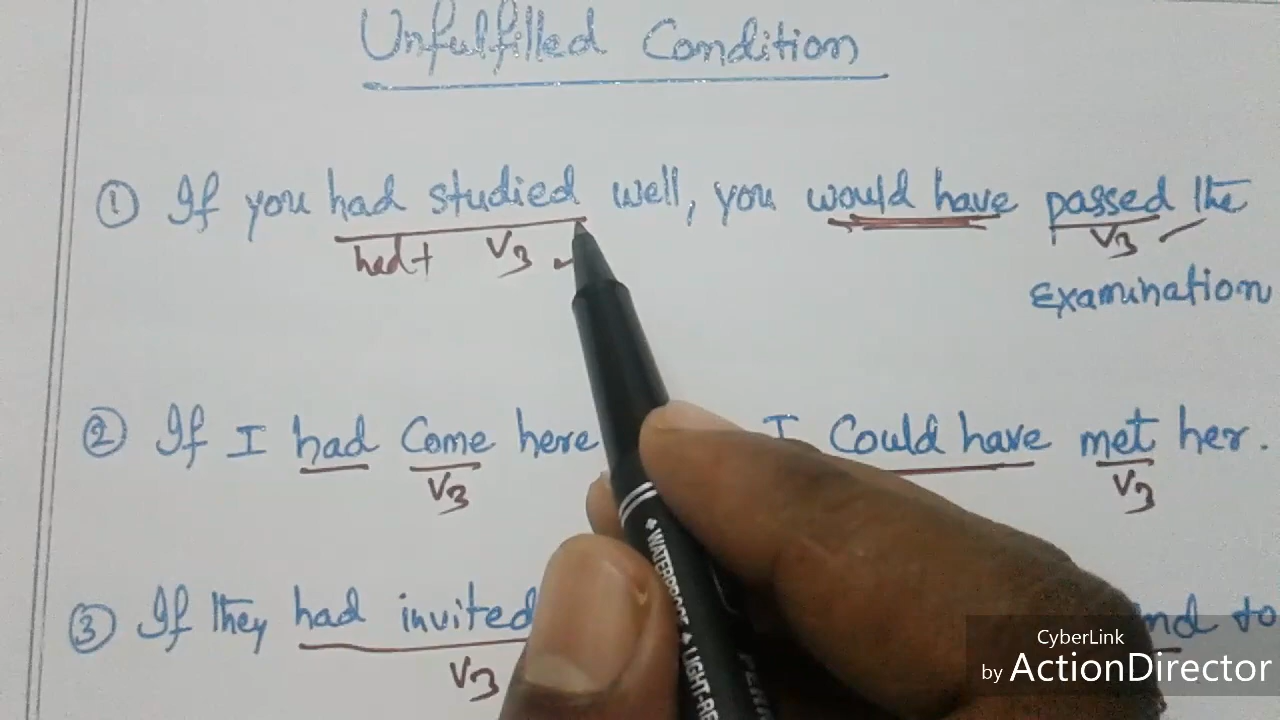 Unfulfilled Condition
① If you had studied well, you would have passed the
had+ V3 V3
examination
② If I had come here I could have met her.
V3 V3
③ If they had invited to
V3
WATERPROOF ◆ LIGHT-RE
CyberLink
by ActionDirector